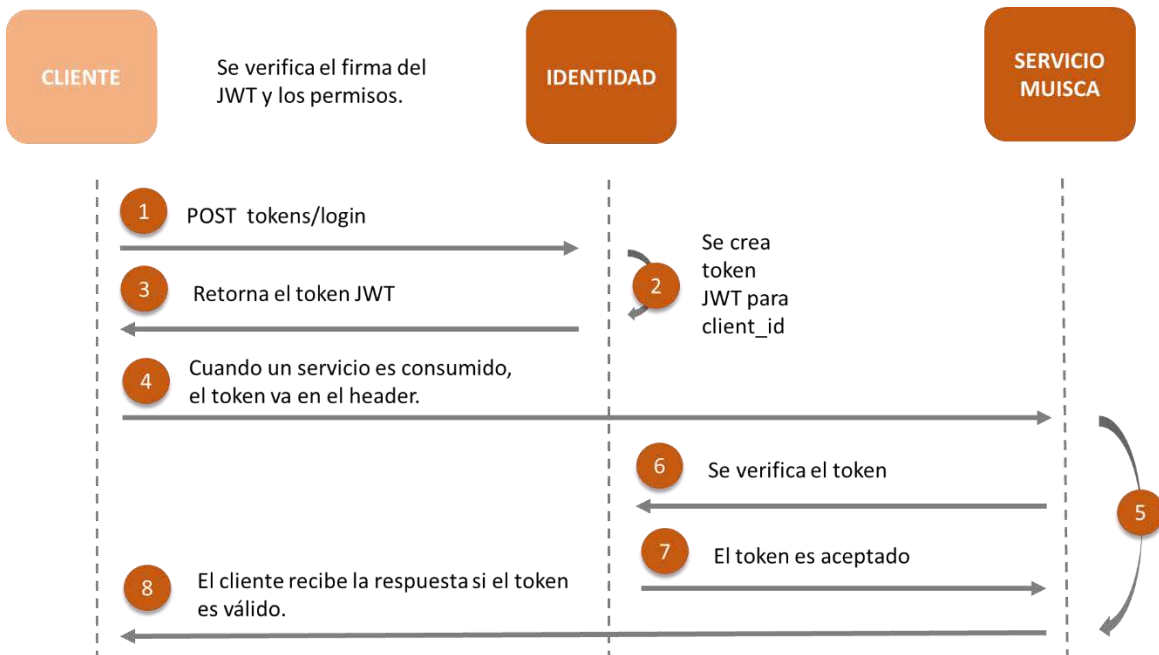 CLIENTE
Se verifica el firma del
JWT y los permisos.
IDENTIDAD
SERVICIO
MUISCA
1
POST tokens/login
2
Se crea
token
JWT para
client_id
3
Retorna el token JWT
4
Cuando un servicio es consumido,
el token va en el header.
5
6
Se verifica el token
7
El token es aceptado
8
El cliente recibe la respuesta si el token
es válido.